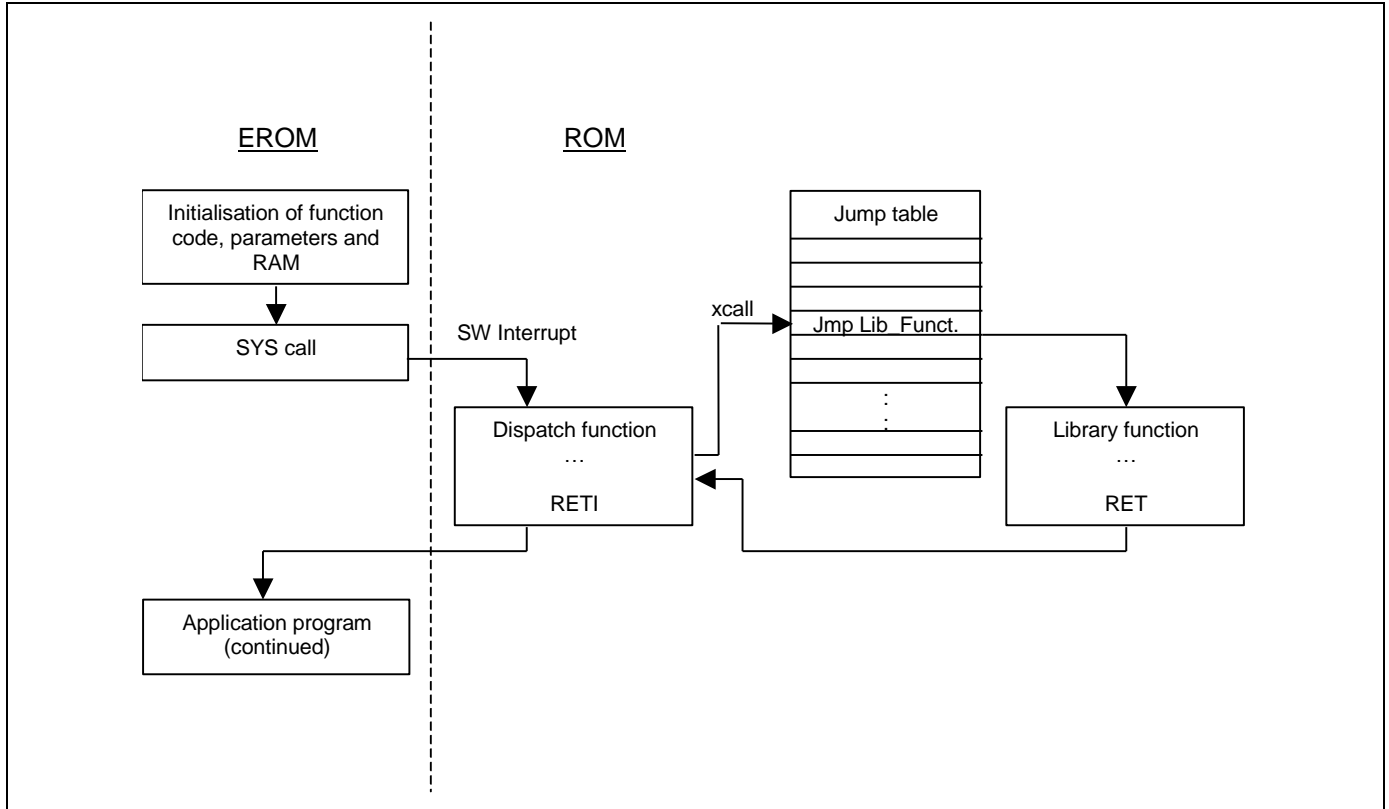 EROM
ROM
Initialisation of function
code, parameters and
RAM
SYS call
SW Interrupt
xcall
Jump table
Jmp Lib_Funct.
:
:
Dispatch function
…
RETI
Library function
…
RET
Application program
(continued)